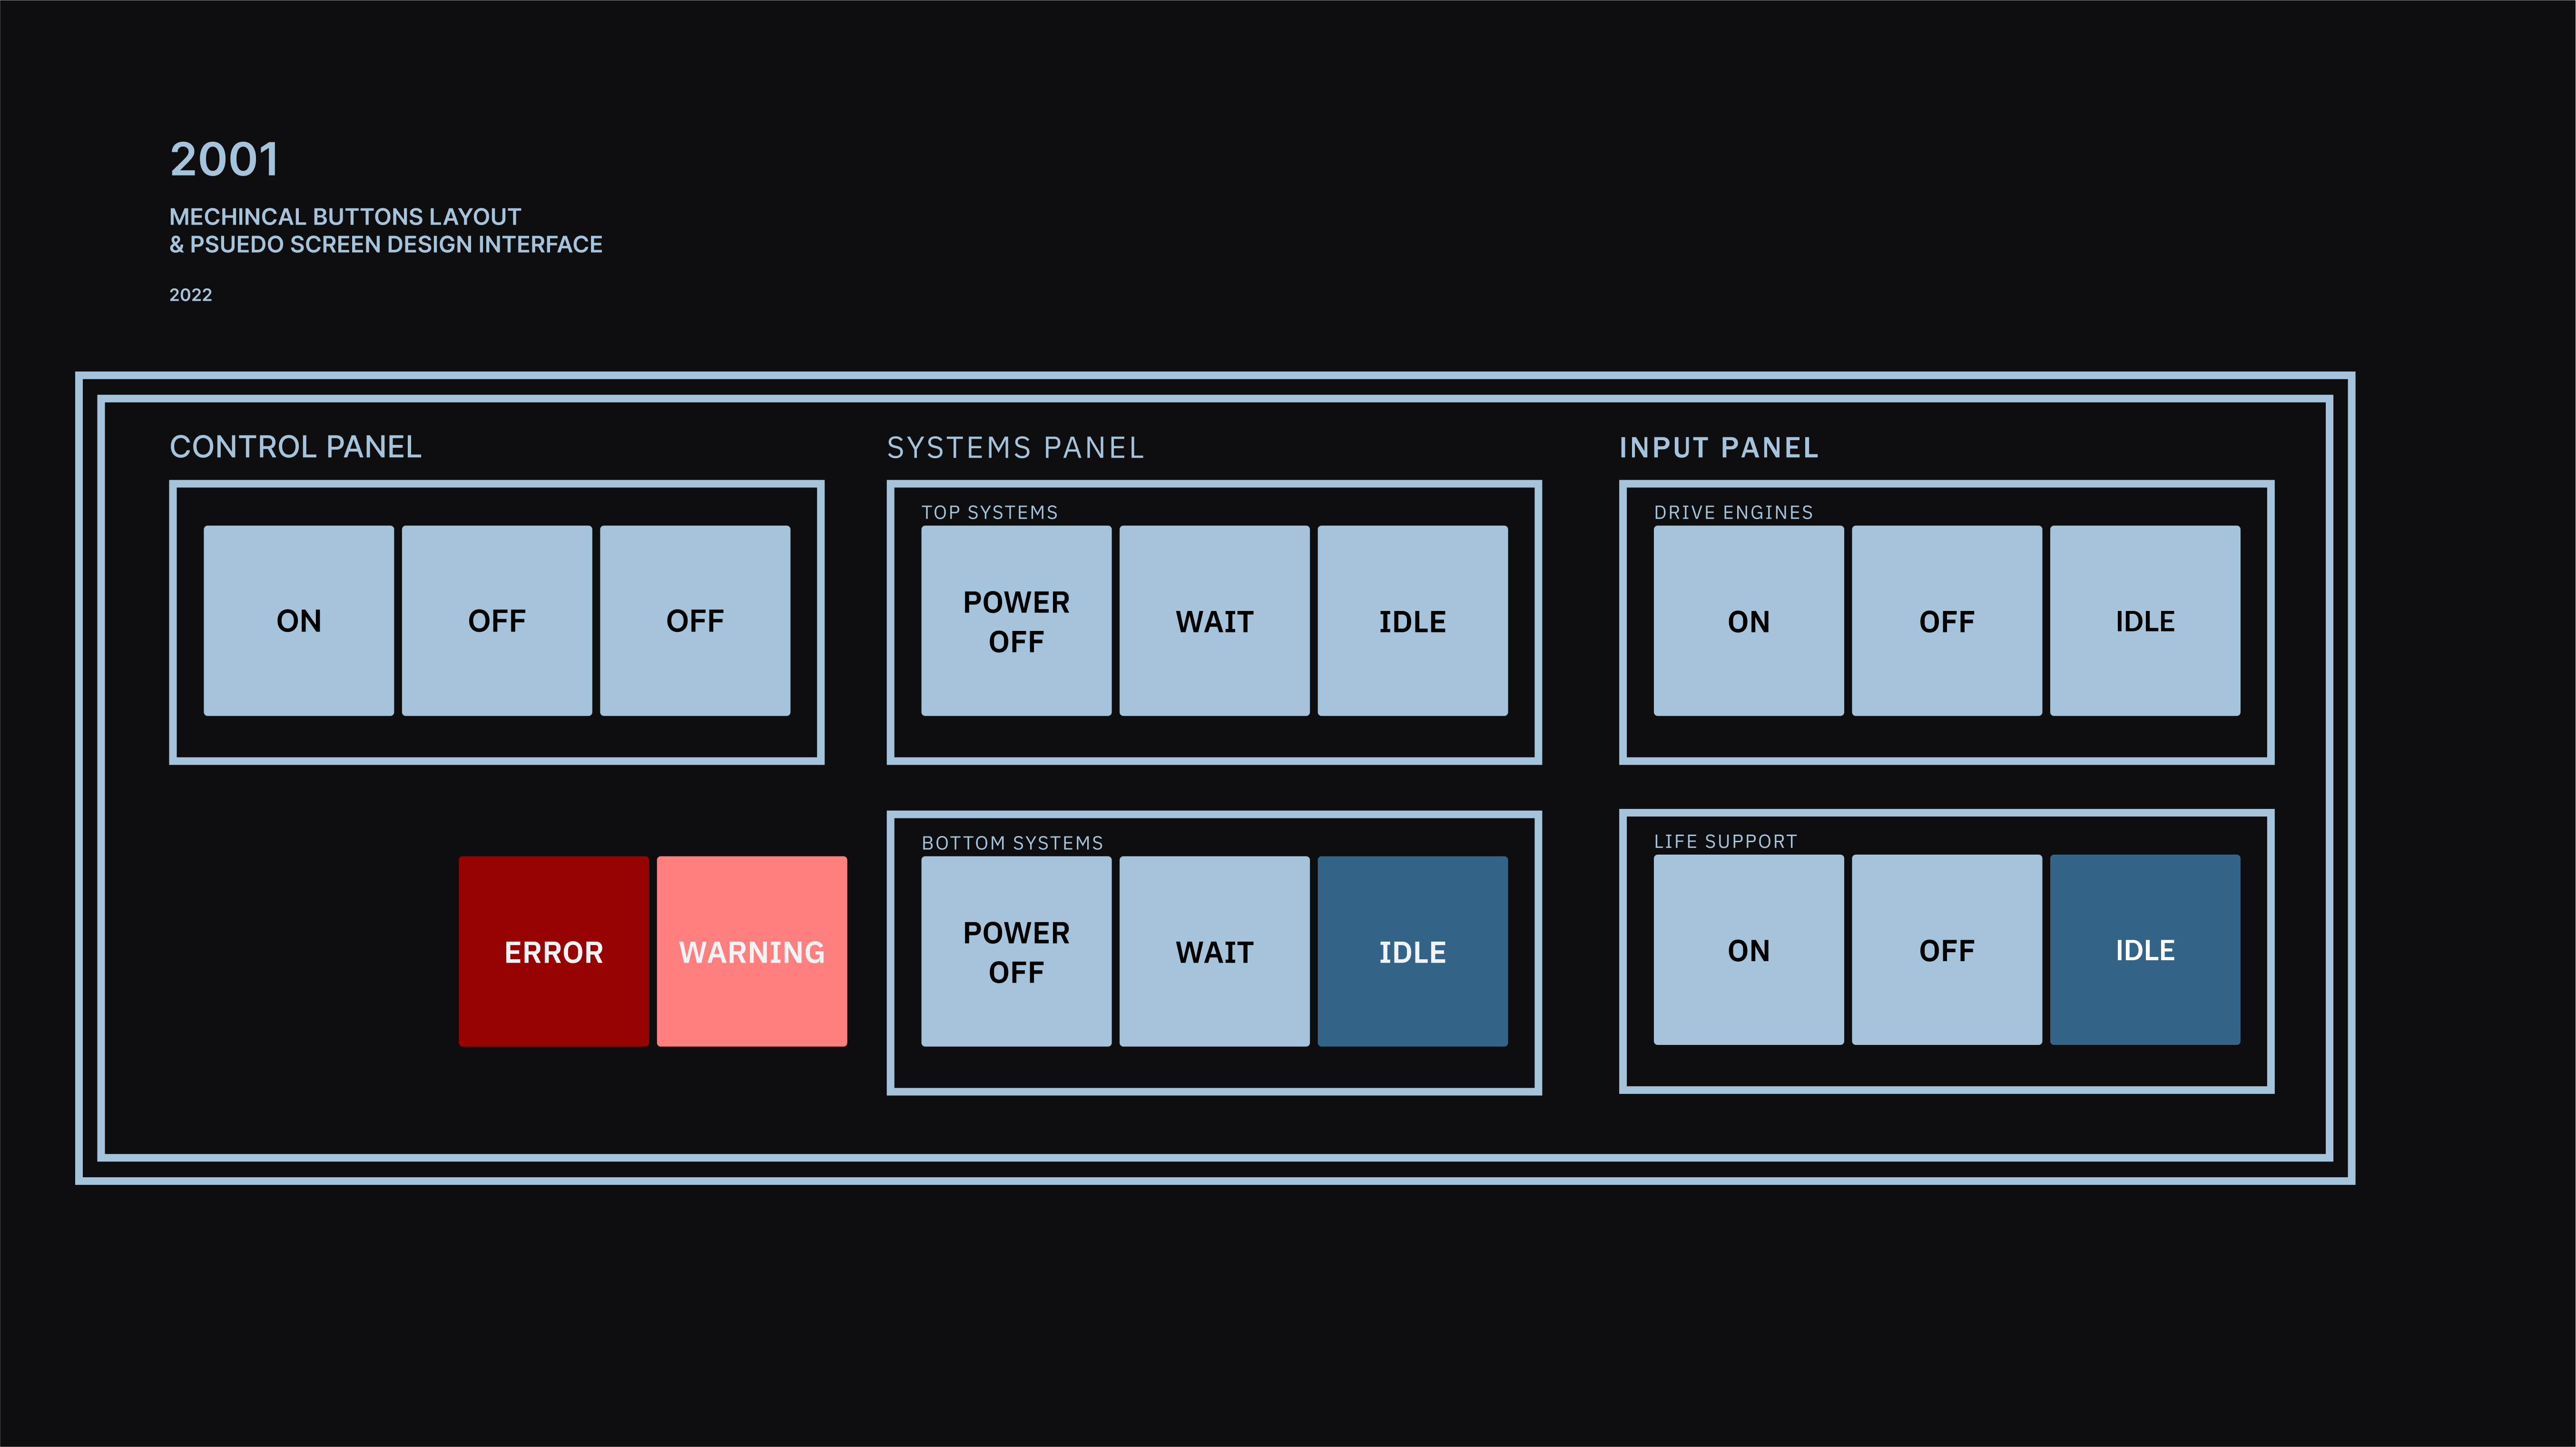 2001
MECHINCAL BUTTONS LAYOUT
& PSUEDO SCREEN DESIGN INTERFACE
2022
CONTROL PANEL
ON
OFF
OFF
ERROR
WARNING
SYSTEMS PANEL
TOP SYSTEMS
POWER
OFF
WAIT
IDLE
BOTTOM SYSTEMS
POWER
OFF
WAIT
IDLE
INPUT PANEL
DRIVE ENGINES
ON
OFF
IDLE
LIFE SUPPORT
ON
OFF
IDLE